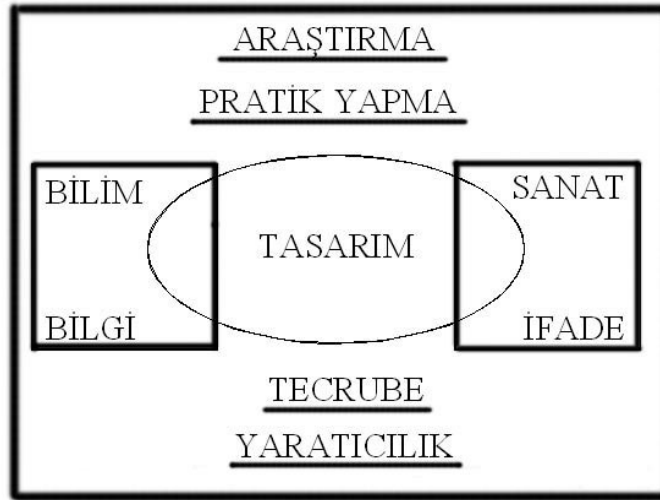 ARAŞTIRMA
PRATİK YAPMA
BİLİM
SANAT
TASARIM
BİLGİ
İFADE
TECRUBE
YARATICILIK